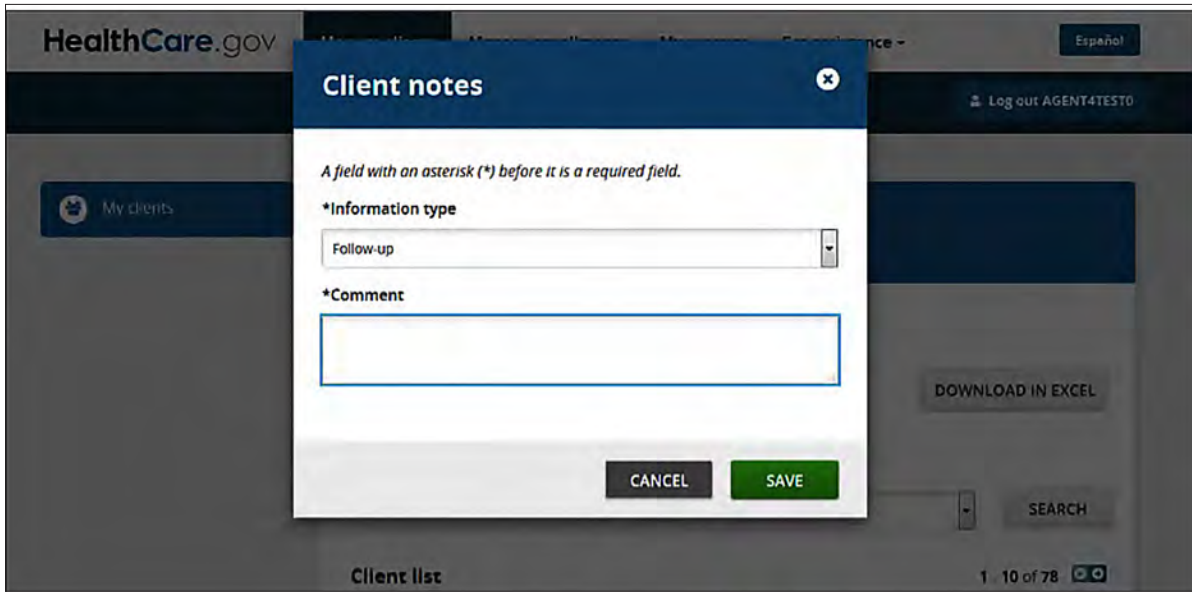 HealthCare.gov
Español
Client notes
Log out AGENT4TEST0
A field with an asterisk (*) before it is a required field.
My clients
*Information type
Follow-up
*Comment
DOWNLOAD IN EXCEL
CANCEL
SAVE
SEARCH
Client list
1 - 10 of 78